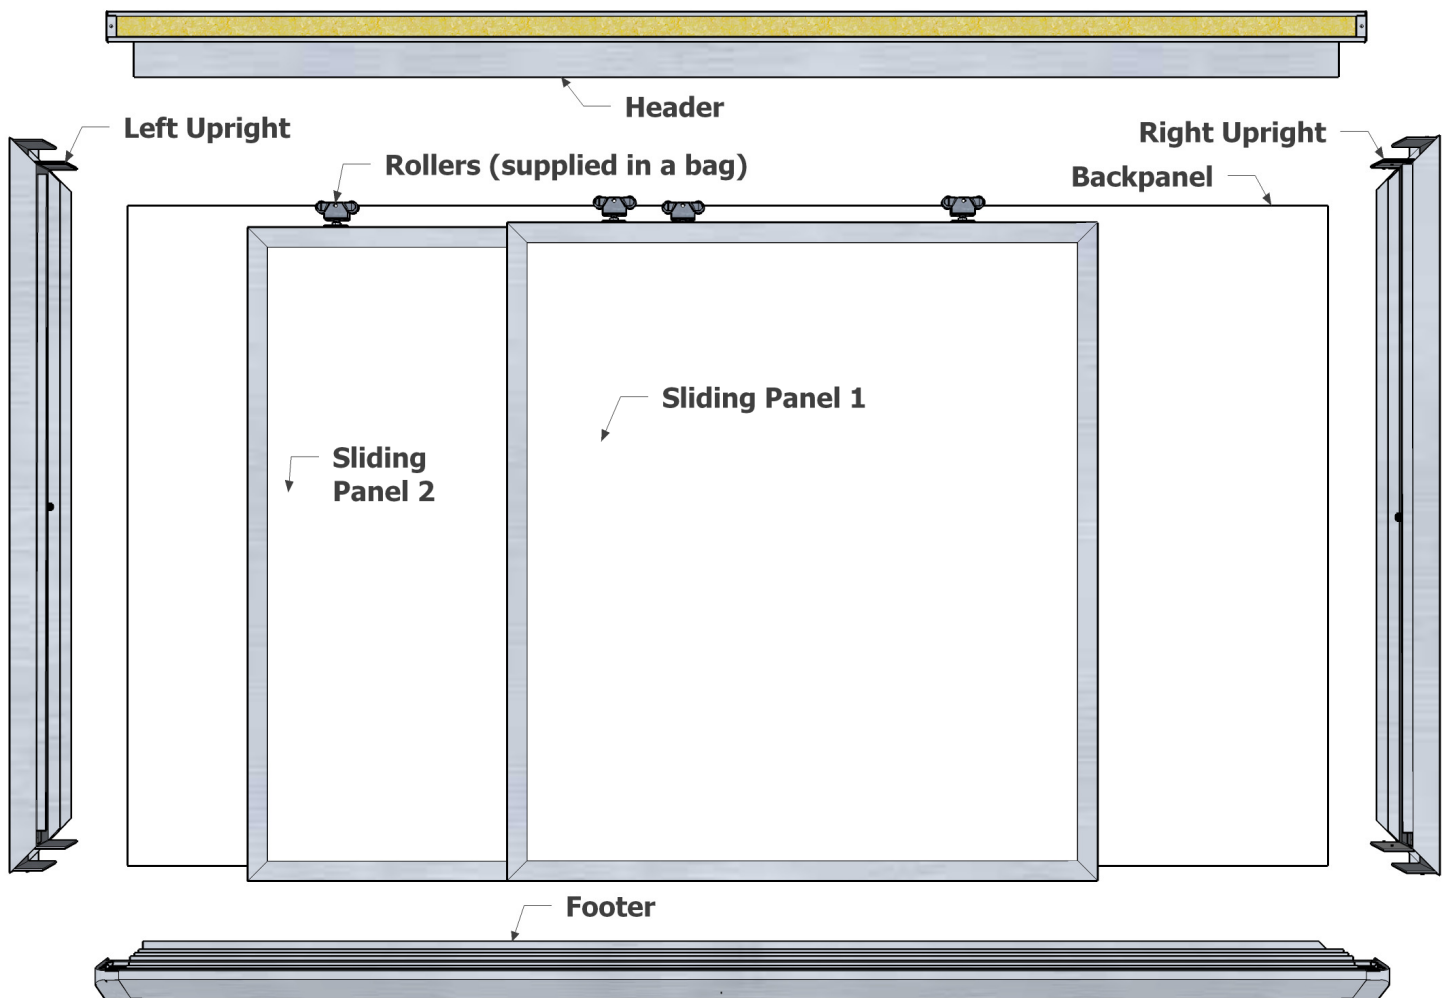 Header
Left Upright
Right Upright
Rollers (supplied in a bag)
Backpanel
Sliding Panel 1
Sliding
Panel 2
Footer